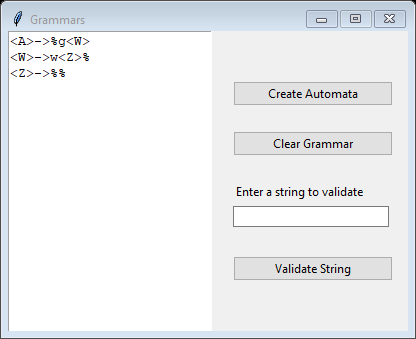 Grammars
<A>->%g<W>
<W>->w<Z>%
<Z>->%%
Create Automata
Clear Grammar
Enter a string to validate
Validate String